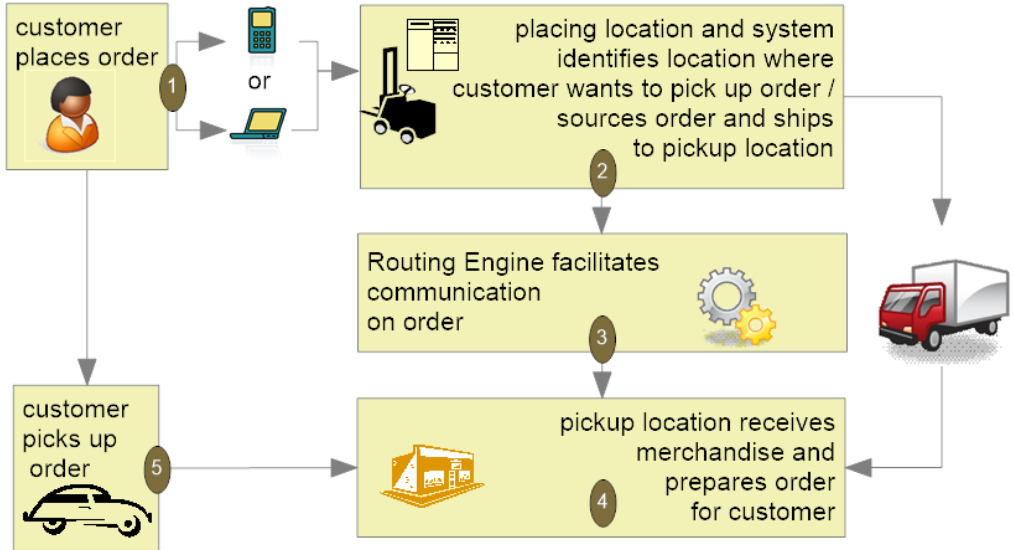 customer
places order
1
or
placing location and system
identifies location where
customer wants to pick up order /
sources order and ships
to pickup location
2
Routing Engine facilitates
communication
on order
3
customer
picks up
order
5
pickup location receives
merchandise and
prepares order
for customer
4